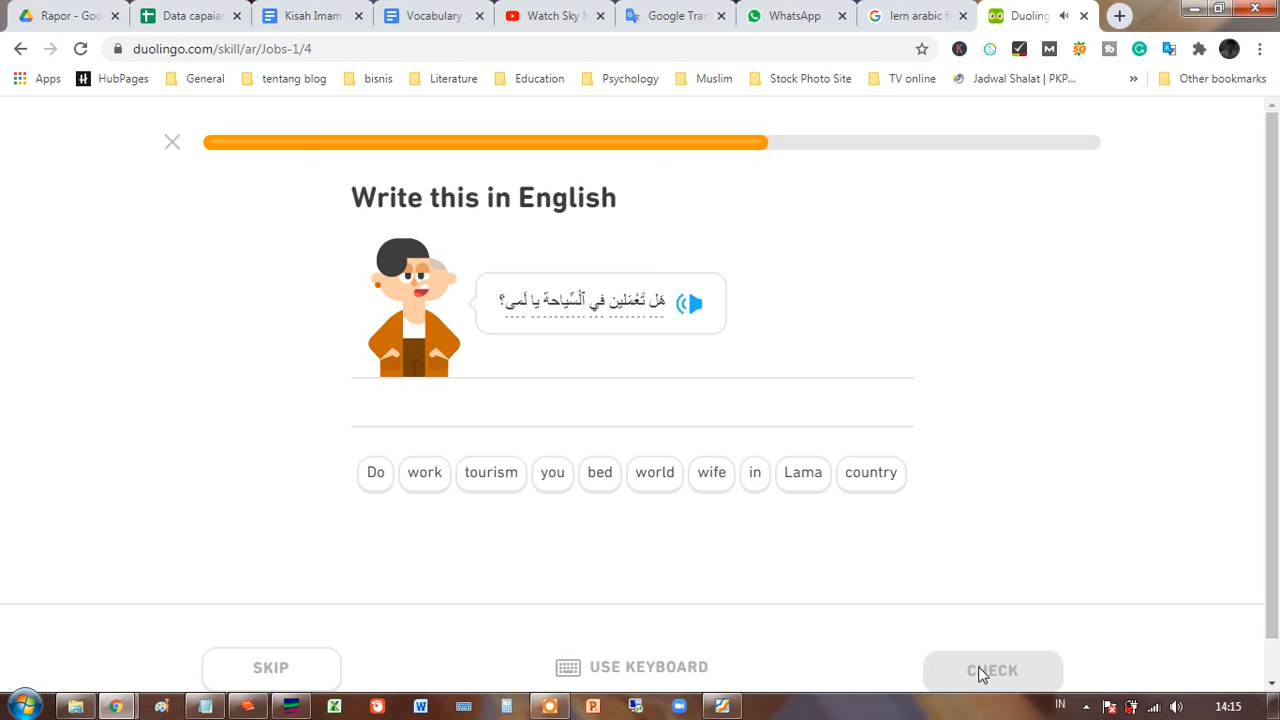 Rapor - Goo
Data capaia
Kitah Imam
Vocabulary
Watch Sky
Google Tra
WhatsApp
lern arabic f
Duoling
duolingo.com/skill/ar/Jobs-1/4
Apps
HubPages
General
tentang blog
bisnis
Literature
Education
Psychology
Muslim
Stock Photo Site
TV online
Jadwal Shalat | PKP...
»
Other bookmarks
Write this in English
هَل تَعْمَلين في ٱلْسِّياحة يا لَمى؟
Do work tourism you bed world wife in Lama country
SKIP
USE KEYBOARD
CHECK
IN
14:15